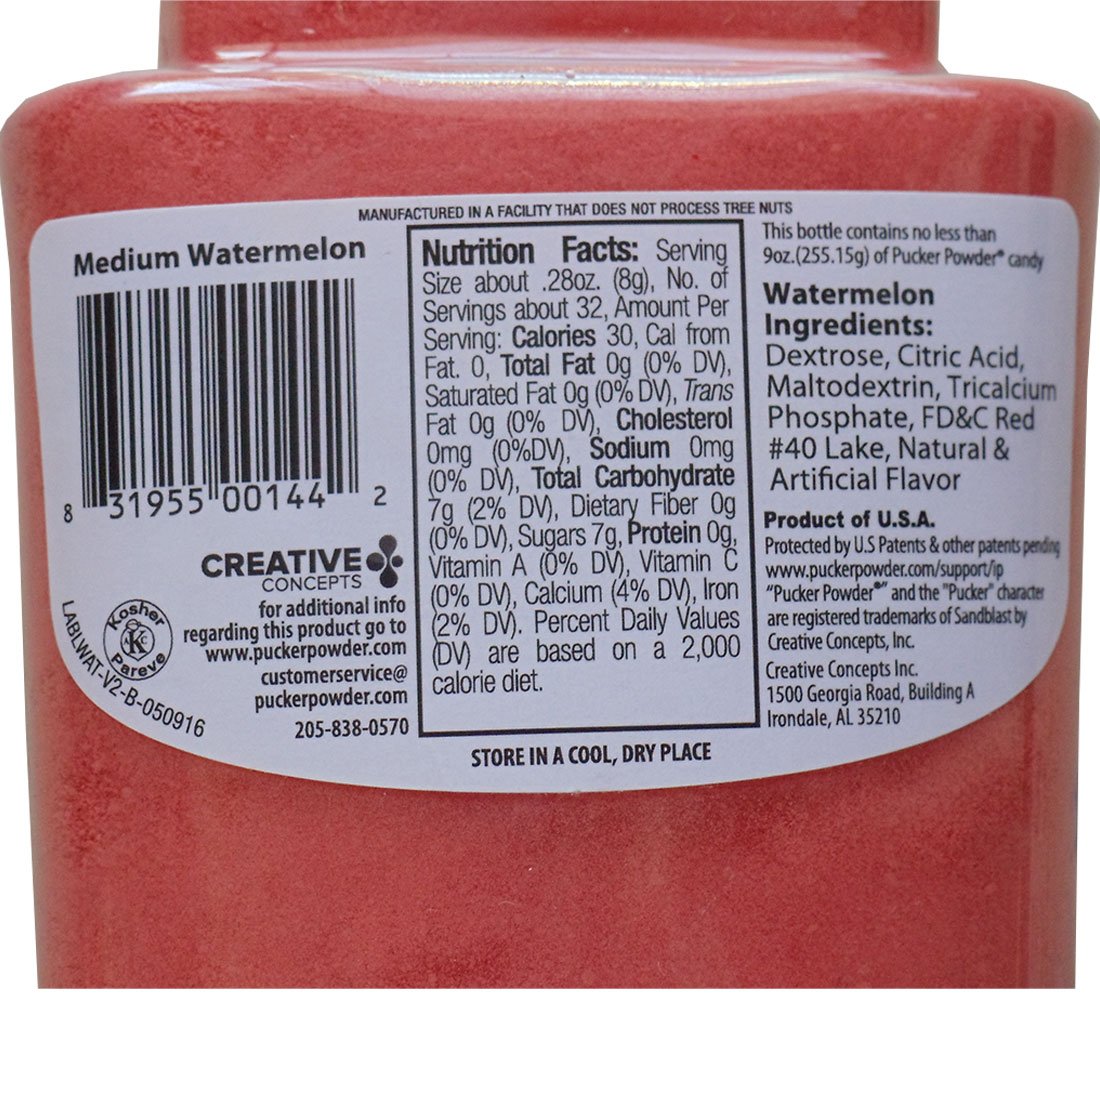 MANUFACTURED IN A FACILITY THAT DOES NOT PROCESS TREE NUTS
Medium Watermelon
8 31955 00144 2
CREATIVE
CONCEPTS
for additional info
regarding this product go to
www.puckerpowder.com
customerservice@
puckerpowder.com
205-838-0570
Kosher
K
Pareve
LABLWAT-V2-B-050916
Nutrition Facts: Serving
Size about .28oz. (8g), No. of
Servings about 32, Amount Per
Serving: Calories 30, Cal from
Fat. 0, Total Fat 0g (0% DV),
Saturated Fat 0g (0% DV), Trans
Fat 0g (0% DV), Cholesterol
0mg (0%DV), Sodium 0mg
(0% DV), Total Carbohydrate
7g (2% DV), Dietary Fiber 0g
(0% DV), Sugars 7g, Protein 0g,
Vitamin A (0% DV), Vitamin C
(0% DV), Calcium (4% DV), Iron
(2% DV). Percent Daily Values
(DV) are based on a 2,000
calorie diet.
This bottle contains no less than
9oz.(255.15g) of Pucker Powder® candy
Watermelon
Ingredients:
Dextrose, Citric Acid,
Maltodextrin, Tricalcium
Phosphate, FD&C Red
#40 Lake, Natural &
Artificial Flavor
Product of U.S.A.
Protected by U.S Patents & other patents pending
www.puckerpowder.com/support/ip
"Pucker Powder®" and the "Pucker" character
are registered trademarks of Sandblast by
Creative Concepts, Inc.
Creative Concepts Inc.
1500 Georgia Road, Building A
Irondale, AL 35210
STORE IN A COOL, DRY PLACE